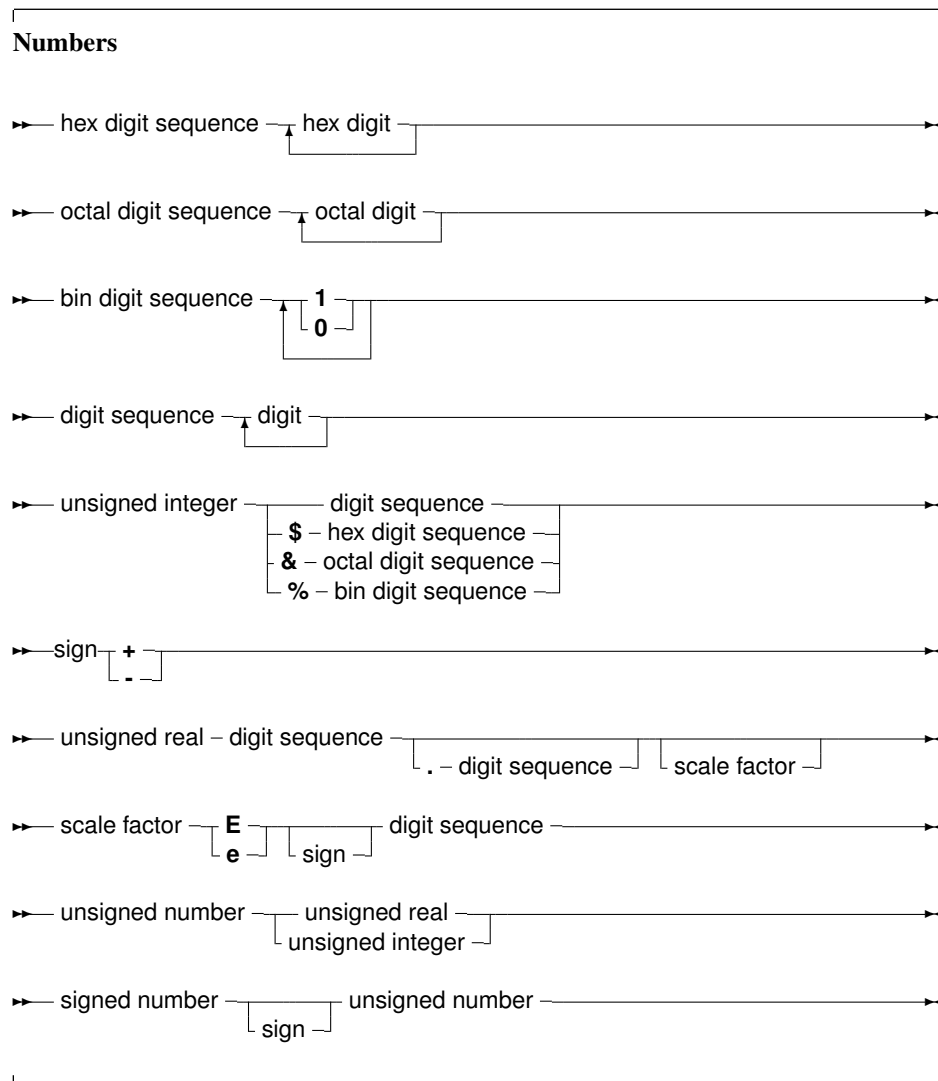 Numbers
hex digit sequence hex digit
octal digit sequence octal digit
bin digit sequence 1
0
digit sequence digit
unsigned integer digit sequence
$ hex digit sequence
& octal digit sequence
% bin digit sequence
sign +
-
unsigned real digit sequence
. digit sequence scale factor
scale factor E digit sequence
e sign
unsigned number unsigned real
unsigned integer
signed number unsigned number
sign